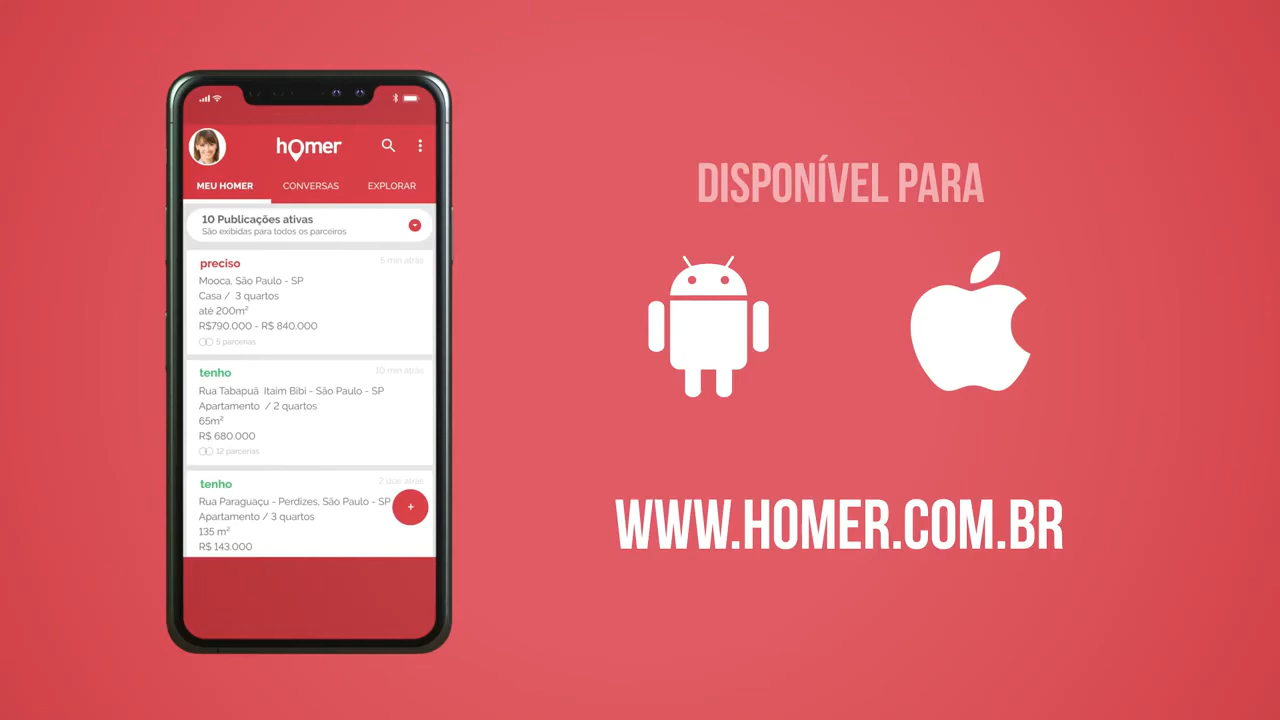 homer
MEU HOMER
CONVERSAS
EXPLORAR
10 Publicações ativas
São exibidas para todos os parceiros
preciso
5 min atrás
Mooca, São Paulo - SP
Casa / 3 quartos
até 200m²
R$790.000 - R$ 840.000
5 parcerias
tenho
10 min atrás
Rua Tabapuã Itaim Bibi - São Paulo - SP
Apartamento / 2 quartos
65m²
R$ 680.000
12 parcerias
tenho
2 dias atrás
Rua Paraguaçu - Perdizes, São Paulo - SP
Apartamento / 3 quartos
135 m²
R$ 143.000
+
DISPONÍVEL PARA
WWW.HOMER.COM.BR